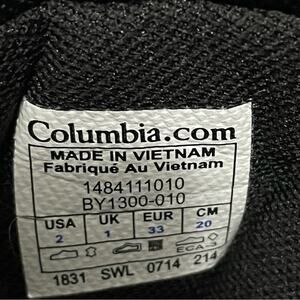 Columbia.com
MADE IN VIETNAM
Fabriqué Au Vietnam
1484111010
BY1300-010
USA UK EUR CM
2 1 33 20
ECA
1831 SWL 0714 214